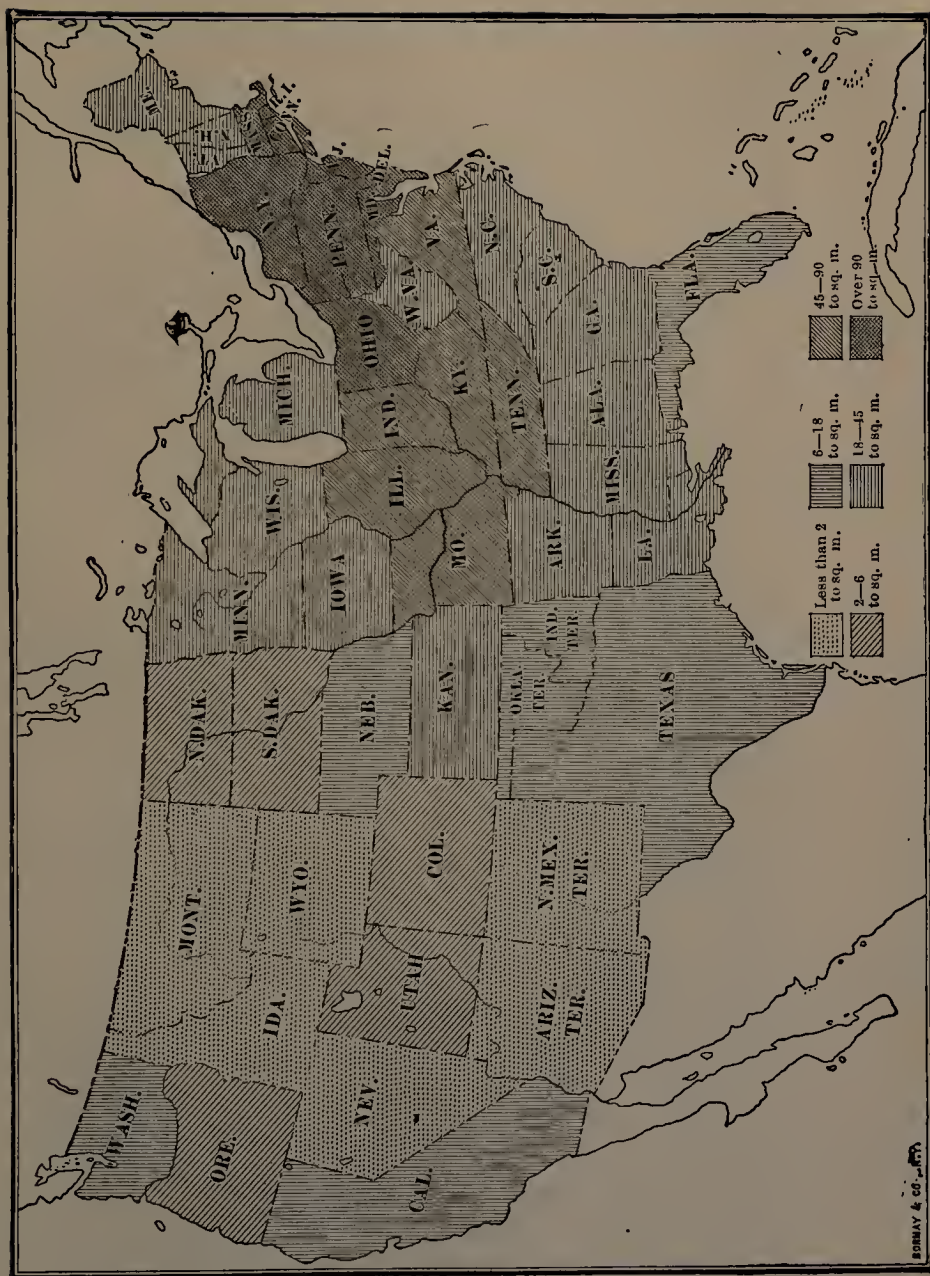 WASH.
ORE.
CAL.
NEV.
IDA.
MONT.
WYO.
UTAH
COL.
ARIZ.
TER.
N.MEX.
TER.
N.DAK.
S.DAK.
NEB.
KAN.
OKLA.
TER.
IND.
TER.
TEXAS
MINN.
IOWA
MO.
ARK.
LA.
WIS.
ILL.
MICH.
IND.
OHIO
KY.
TENN.
MISS.
ALA.
GA.
FLA.
S.C.
N.C.
VA.
W.VA.
MD.
DEL.
J.
PENN.
N.Y.
ME.
R.I.
Less than 2
to sq. m.
2—6
to sq. m.
6—18
to sq. m.
18—45
to sq. m.
45—90
to sq. m.
Over 90
to sq. m.
BORMAY & CO. N.Y.